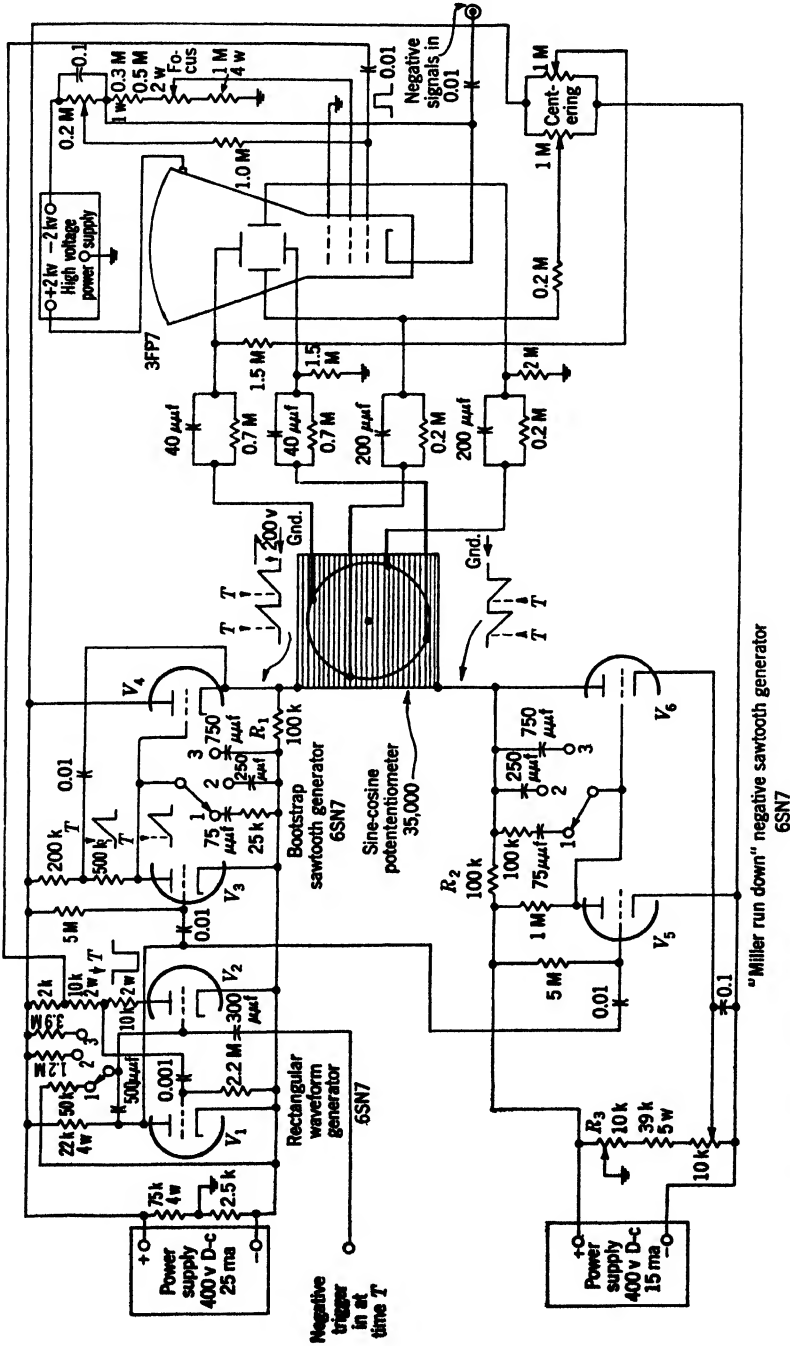 Power
supply
400 v D-c
25 ma
+
−
75 k
4 w
2.5 k
Negative
trigger
in at
time T
22 k
4 w
50 k
1.2 M
3.9 M
1
2
3
500 μμf
2 k
10 k
2 w
T
10 k
2 w
0.001
2.2 M
300
μμf
V1
V2
Rectangular
waveform
generator
6SN7
5 M
0.01
200 k
500 k
T
T
0.01
V3
V4
1
2
3
75
μμf
250
μμf
750
μμf
25 k
R1
100 k
Bootstrap
sawtooth generator
6SN7
Sine-cosine
potententiometer
35,000
T
T
200 v
Gnd.
Gnd.
T
T
40 μμf
0.7 M
40 μμf
0.7 M
200 μμf
0.2 M
200 μμf
0.2 M
1.5 M
1.5
M
2 M
3FP7
+2 kv
−2 kv
High voltage
power
supply
0.2 M
0.1
0.3 M
1 w
0.5 M
2 w
Fo-
cus
1 M
4 w
1.0 M
0.01
Negative
signals in
0.01
1 M
Cent-
ering
1 M
0.2 M
Power
supply
400 v D-c
15 ma
+
−
R3
10 k
39 k
5 w
10 k
0.1
5 M
0.01
R2
100 k
1 M
100 k
75 μμf
250
μμf
750
μμf
1
2
3
V5
V6
"Miller run down" negative sawtooth generator
6SN7